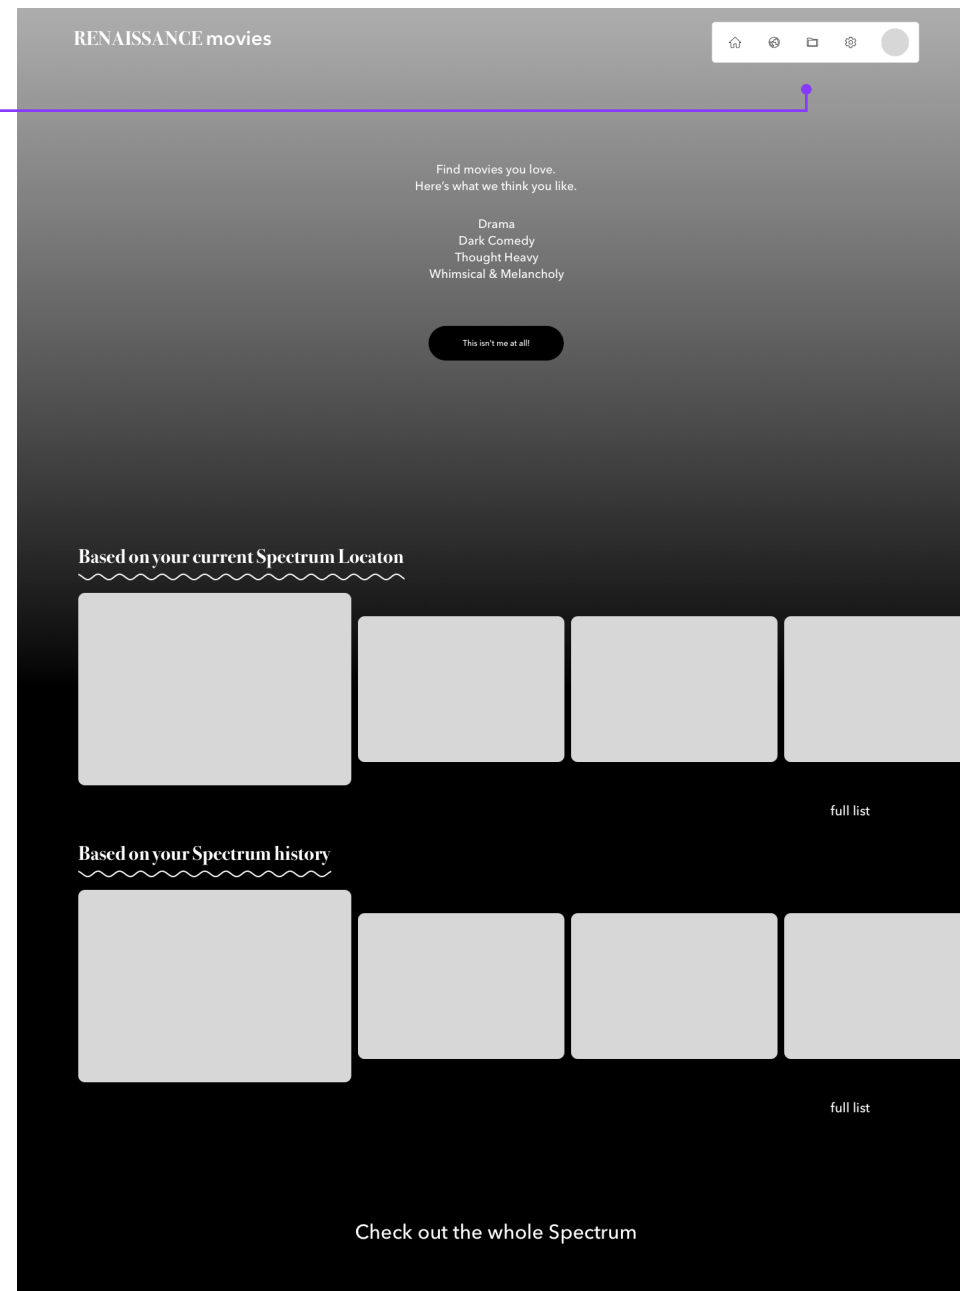 RENAISSANCE movies
Find movies you love.
Here's what we think you like.
Drama
Dark Comedy
Thought Heavy
Whimsical & Melancholy
This isn't me at all!
Based on your current Spectrum Locaton
full list
Based on your Spectrum history
full list
Check out the whole Spectrum